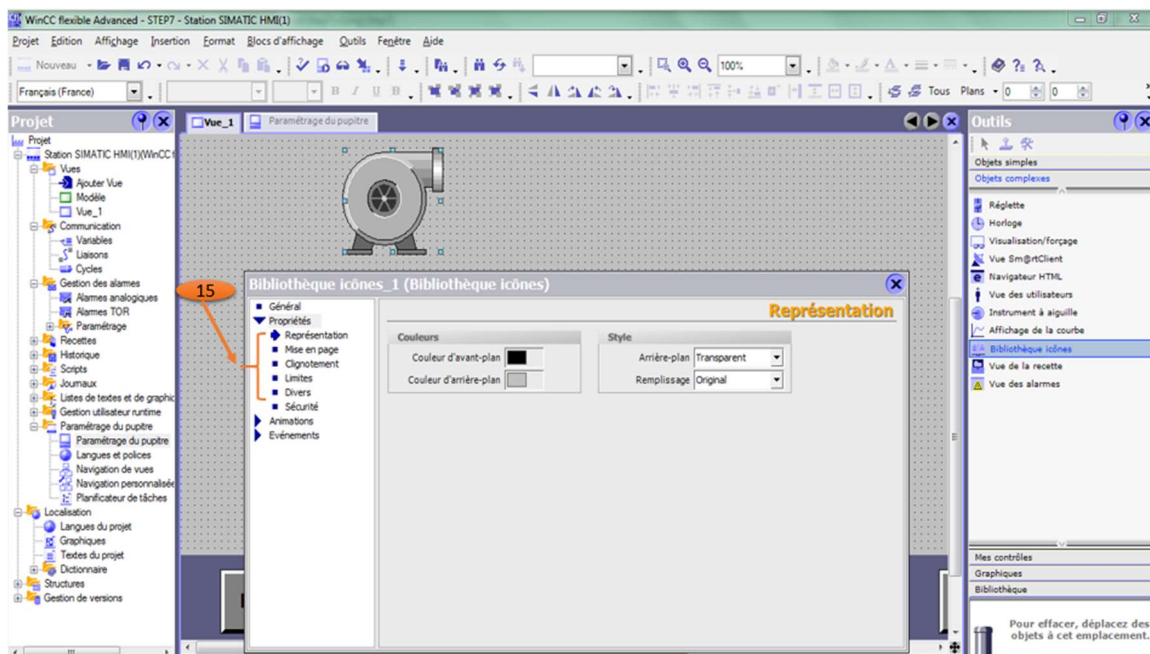 WinCC flexible Advanced - STEP7 - Station SIMATIC HMI(1)
Projet Edition Affichage Insertion Format Blocs d'affichage Outils Fenêtre Aide
Nouveau 100%
Français (France) B I U B Tous Plans 0 0
Projet
Projet
Station SIMATIC HMI(1)(WinCC f
Vues
Ajouter Vue
Modèle
Vue_1
Communication
Variables
Liaisons
Cycles
Gestion des alarmes
Alarmes analogiques
Alarmes TOR
Paramétrage
Recettes
Historique
Scripts
Journaux
Listes de textes et de graphic
Gestion utilisateur runtime
Paramétrage du pupitre
Paramétrage du pupitre
Langues et polices
Navigation de vues
Navigation personnalisée
Planificateur de tâches
Localisation
Langues du projet
Graphiques
Textes du projet
Dictionnaire
Structures
Gestion de versions
Vue_1 Paramétrage du pupitre
15
Bibliothèque icônes_1 (Bibliothèque icônes)
Général
Propriétés
Représentation
Mise en page
Clignotement
Limites
Divers
Sécurité
Animations
Evénements
Représentation
Couleurs
Couleur d'avant-plan
Couleur d'arrière-plan
Style
Arrière-plan Transparent
Remplissage Original
Outils
Objets simples
Objets complexes
Réglette
Horloge
Visualisation/forçage
Vue Sm@rtClient
Navigateur HTML
Vue des utilisateurs
Instrument à aiguille
Affichage de la courbe
Bibliothèque icônes
Vue de la recette
Vue des alarmes
Mes contrôles
Graphiques
Bibliothèque
Pour effacer, déplacez des
objets à cet emplacement.